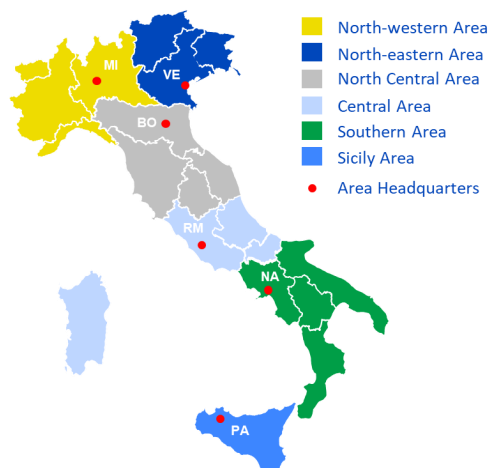 North-western Area
North-eastern Area
North Central Area
Central Area
Southern Area
Sicily Area
Area Headquarters
MI
VE
BO
RM
NA
PA